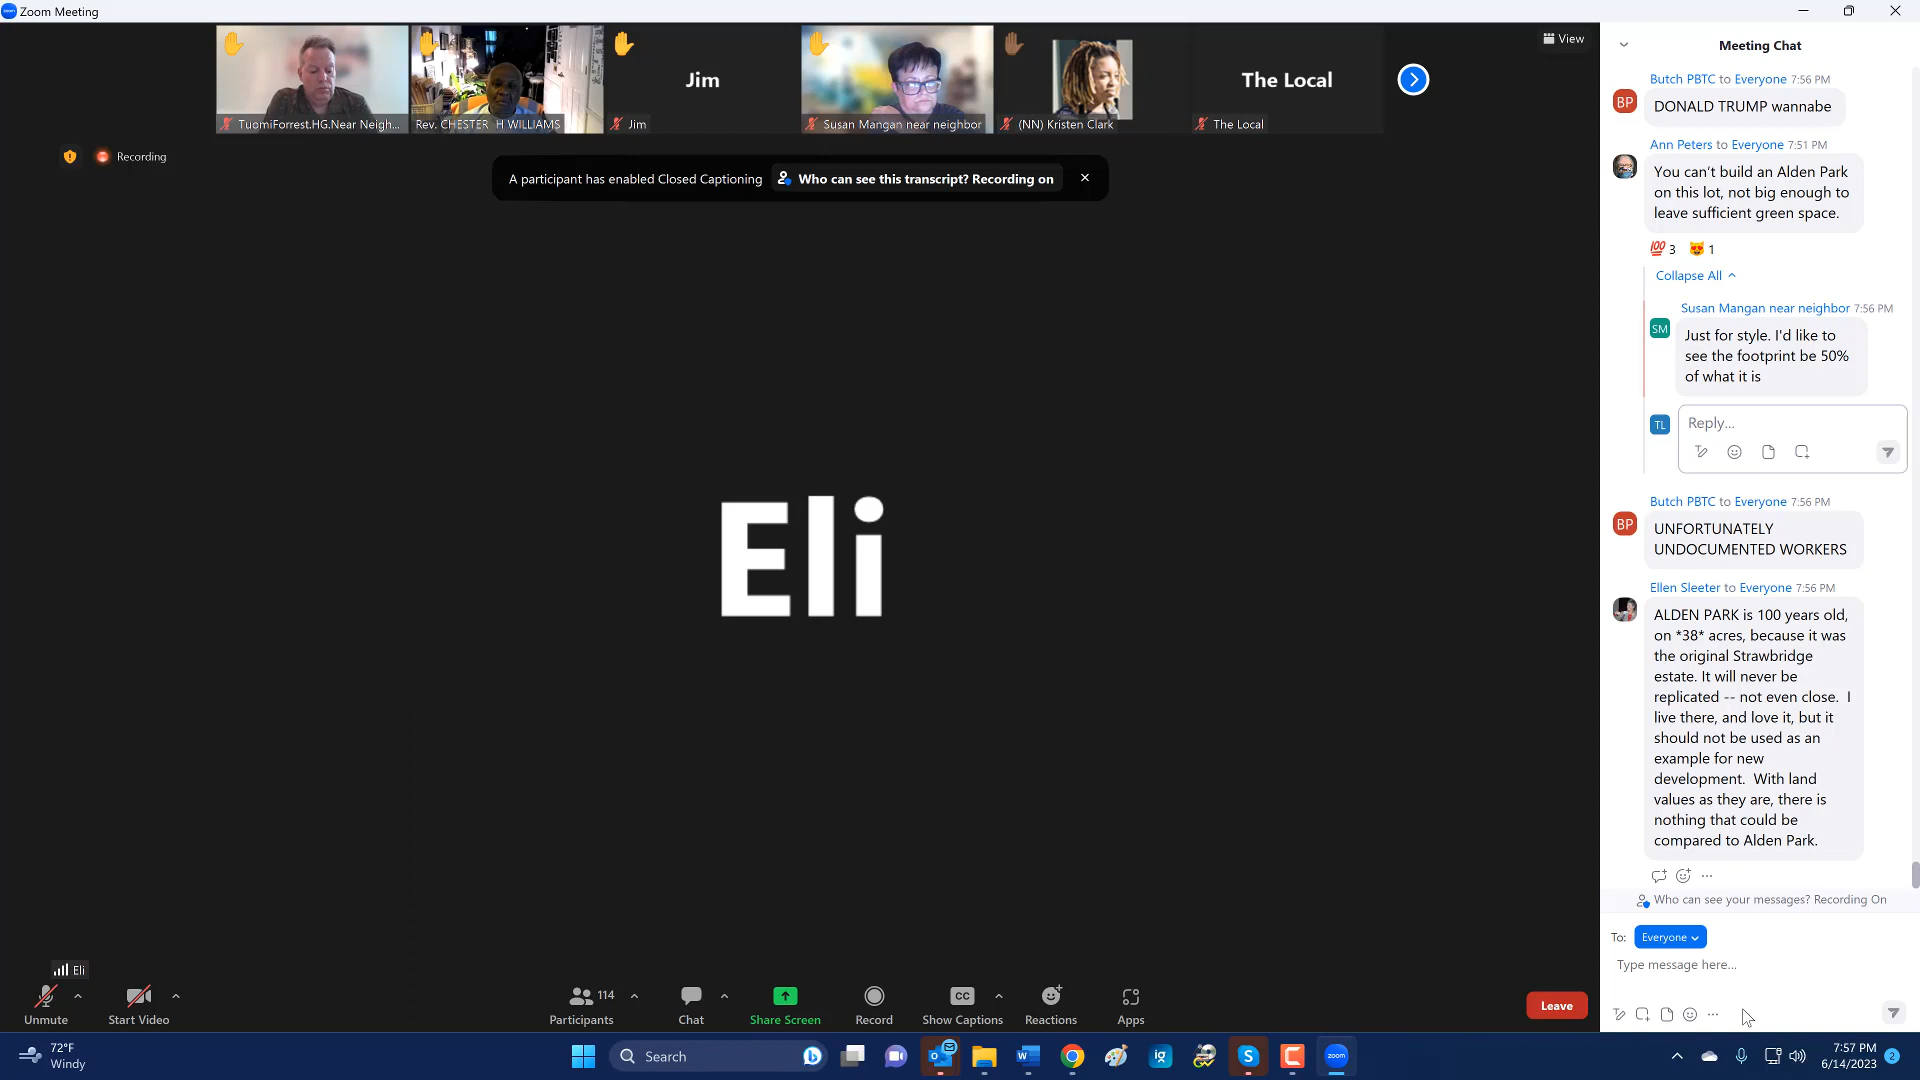 Zoom Meeting
TuomiForrest.HG.Near Neigh...
Rev. CHESTER H WILLIAMS
Jim
Jim
Susan Mangan near neighbor
(NN) Kristen Clark
The Local
The Local
View
Recording
A participant has enabled Closed Captioning Who can see this transcript? Recording on
Eli
Eli
Unmute
Start Video
114
Participants
Chat
Share Screen
Record
CC
Show Captions
Reactions
Apps
Leave
Meeting Chat
Butch PBTC to Everyone 7:56 PM
BP
DONALD TRUMP wannabe
Ann Peters to Everyone 7:51 PM
You can't build an Alden Park
on this lot, not big enough to
leave sufficient green space.
💯 3 😻 1
Collapse All
Susan Mangan near neighbor 7:56 PM
SM
Just for style. I'd like to
see the footprint be 50%
of what it is
TL
Reply...
Butch PBTC to Everyone 7:56 PM
BP
UNFORTUNATELY
UNDOCUMENTED WORKERS
Ellen Sleeter to Everyone 7:56 PM
ALDEN PARK is 100 years old,
on *38* acres, because it was
the original Strawbridge
estate. It will never be
replicated -- not even close. I
live there, and love it, but it
should not be used as an
example for new
development. With land
values as they are, there is
nothing that could be
compared to Alden Park.
Who can see your messages? Recording On
To: Everyone
Type message here...
72°F
Windy
Search
zoom
7:57 PM
6/14/2023
2